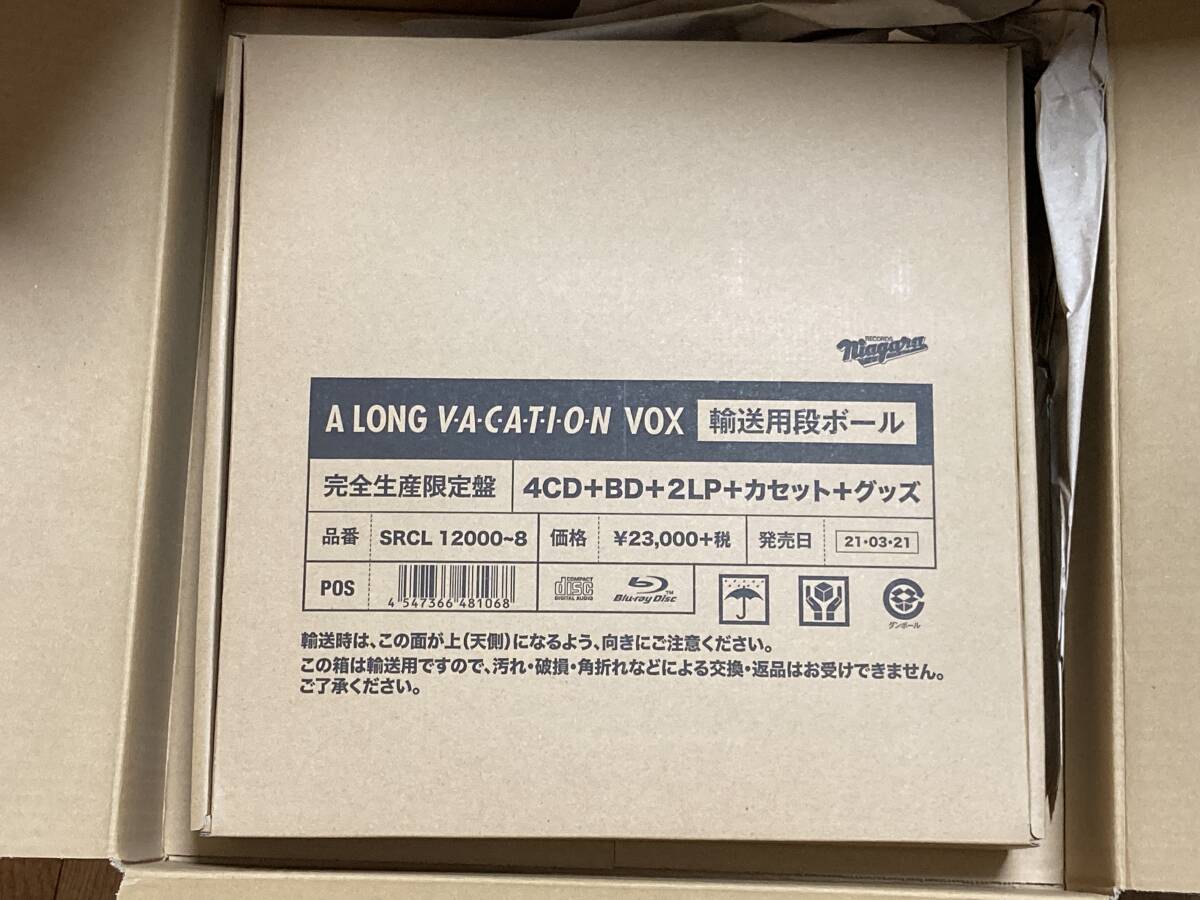 RECORDS
Niagara
A LONG V·A·C·A·T·I·O·N VOX 輸送用段ボール
完全生産限定盤 4CD+BD+2LP+カセット+グッズ
品番 SRCL 12000~8 価格 ¥23,000+税 発売日 21·03·21
POS 4 547366 481068 COMPACT disc DIGITAL AUDIO Blu-ray Disc™ ダンボール
輸送時は、この面が上(天側)になるよう、向きにご注意ください。
この箱は輸送用ですので、汚れ・破損・角折れなどによる交換・返品はお受けできません。
ご了承ください。